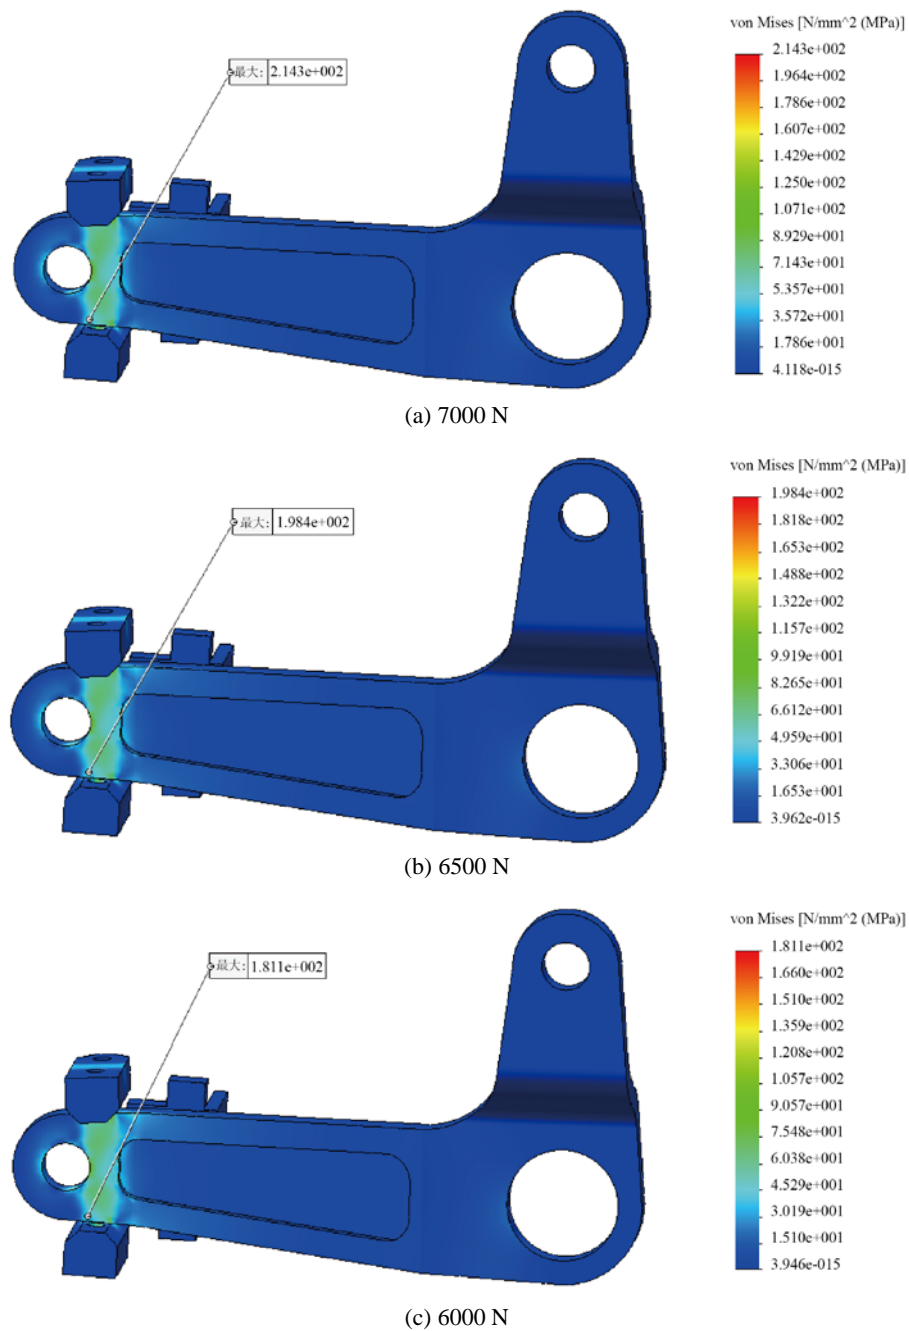 von Mises [N/mm^2 (MPa)]
最大: 2.143e+002
2.143e+002
1.964e+002
1.786e+002
1.607e+002
1.429e+002
1.250e+002
1.071e+002
8.929e+001
7.143e+001
5.357e+001
3.572e+001
1.786e+001
4.118e-015
(a) 7000 N
von Mises [N/mm^2 (MPa)]
最大: 1.984e+002
1.984e+002
1.818e+002
1.653e+002
1.488e+002
1.322e+002
1.157e+002
9.919e+001
8.265e+001
6.612e+001
4.959e+001
3.306e+001
1.653e+001
3.962e-015
(b) 6500 N
von Mises [N/mm^2 (MPa)]
最大: 1.811e+002
1.811e+002
1.660e+002
1.510e+002
1.359e+002
1.208e+002
1.057e+002
9.057e+001
7.548e+001
6.038e+001
4.529e+001
3.019e+001
1.510e+001
3.946e-015
(c) 6000 N